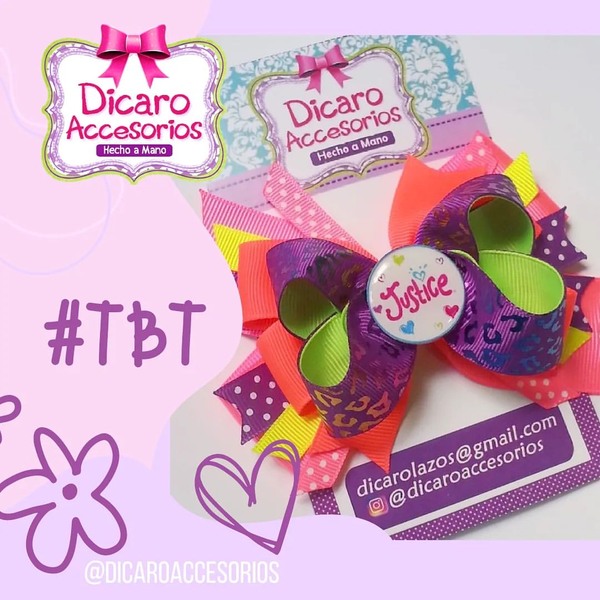 Dicaro
Accesorios
Hecho a Mano
Dicaro
Accesorios
Hecho a Mano
Justice
#TBT
dicarolazos@gmail.com
@dicaroaccesorios
@DICAROACCESORIOS